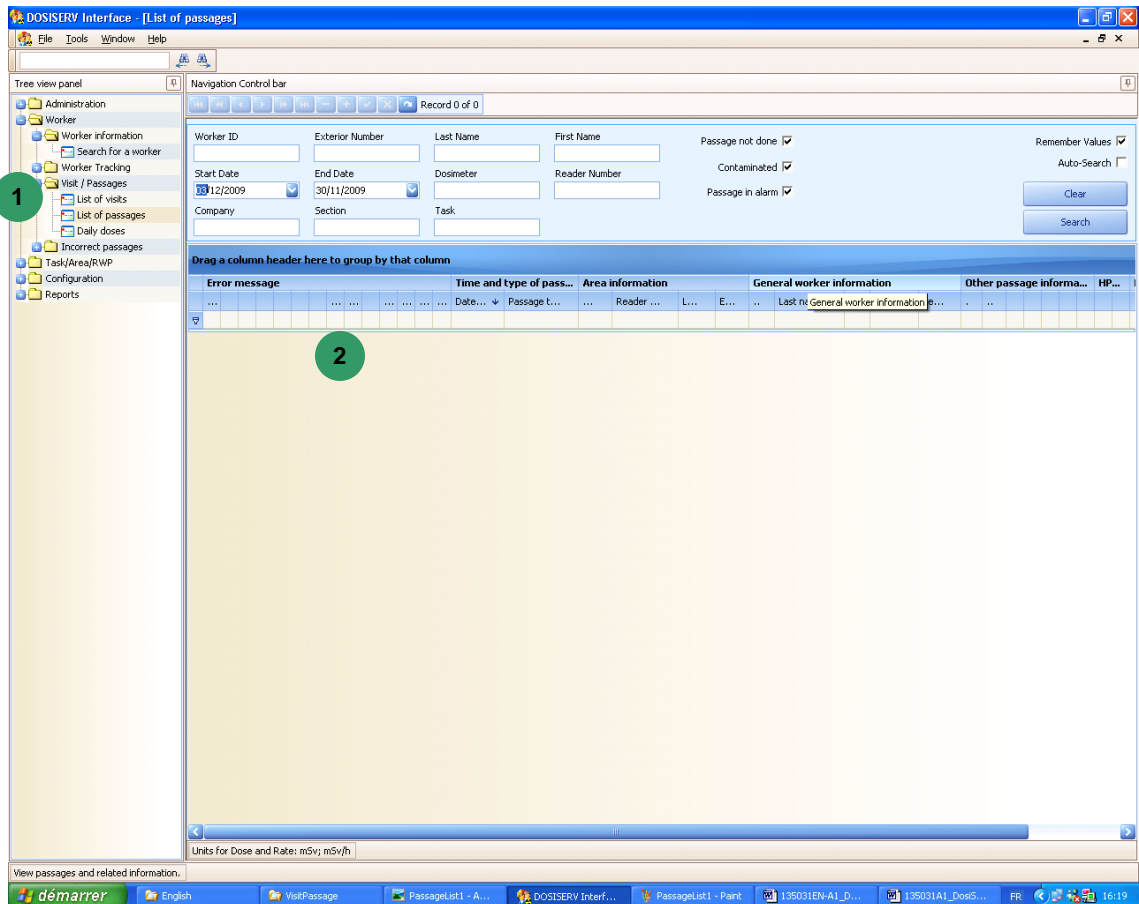 DOSISERV Interface - [List of passages]
File Tools Window Help
Tree view panel
Navigation Control bar
Administration
Worker
Worker information
Search for a worker
Worker Tracking
Visit / Passages
List of visits
List of passages
Daily doses
Incorrect passages
Task/Area/RWP
Configuration
Reports
1
Record 0 of 0
Worker ID Exterior Number Last Name First Name
Passage not done
Remember Values
Contaminated
Auto-Search
Start Date End Date Dosimeter Reader Number
03/12/2009 30/11/2009
Passage in alarm
Clear
Company Section Task
Search
Drag a column header here to group by that column
Error message Time and type of pass... Area information General worker information Other passage informa... HP...
... ... ... ... ... ... ... Date... Passage t... ... Reader ... L... E... .. Last na General worker information e... . ..
2
Units for Dose and Rate: mSv; mSv/h
View passages and related information.
démarrer English VisitPassage PassageList1 - A... DOSISERV Interf... PassageList1 - Paint 135031EN-A1_D... 135031A1_DosiS... FR 16:19